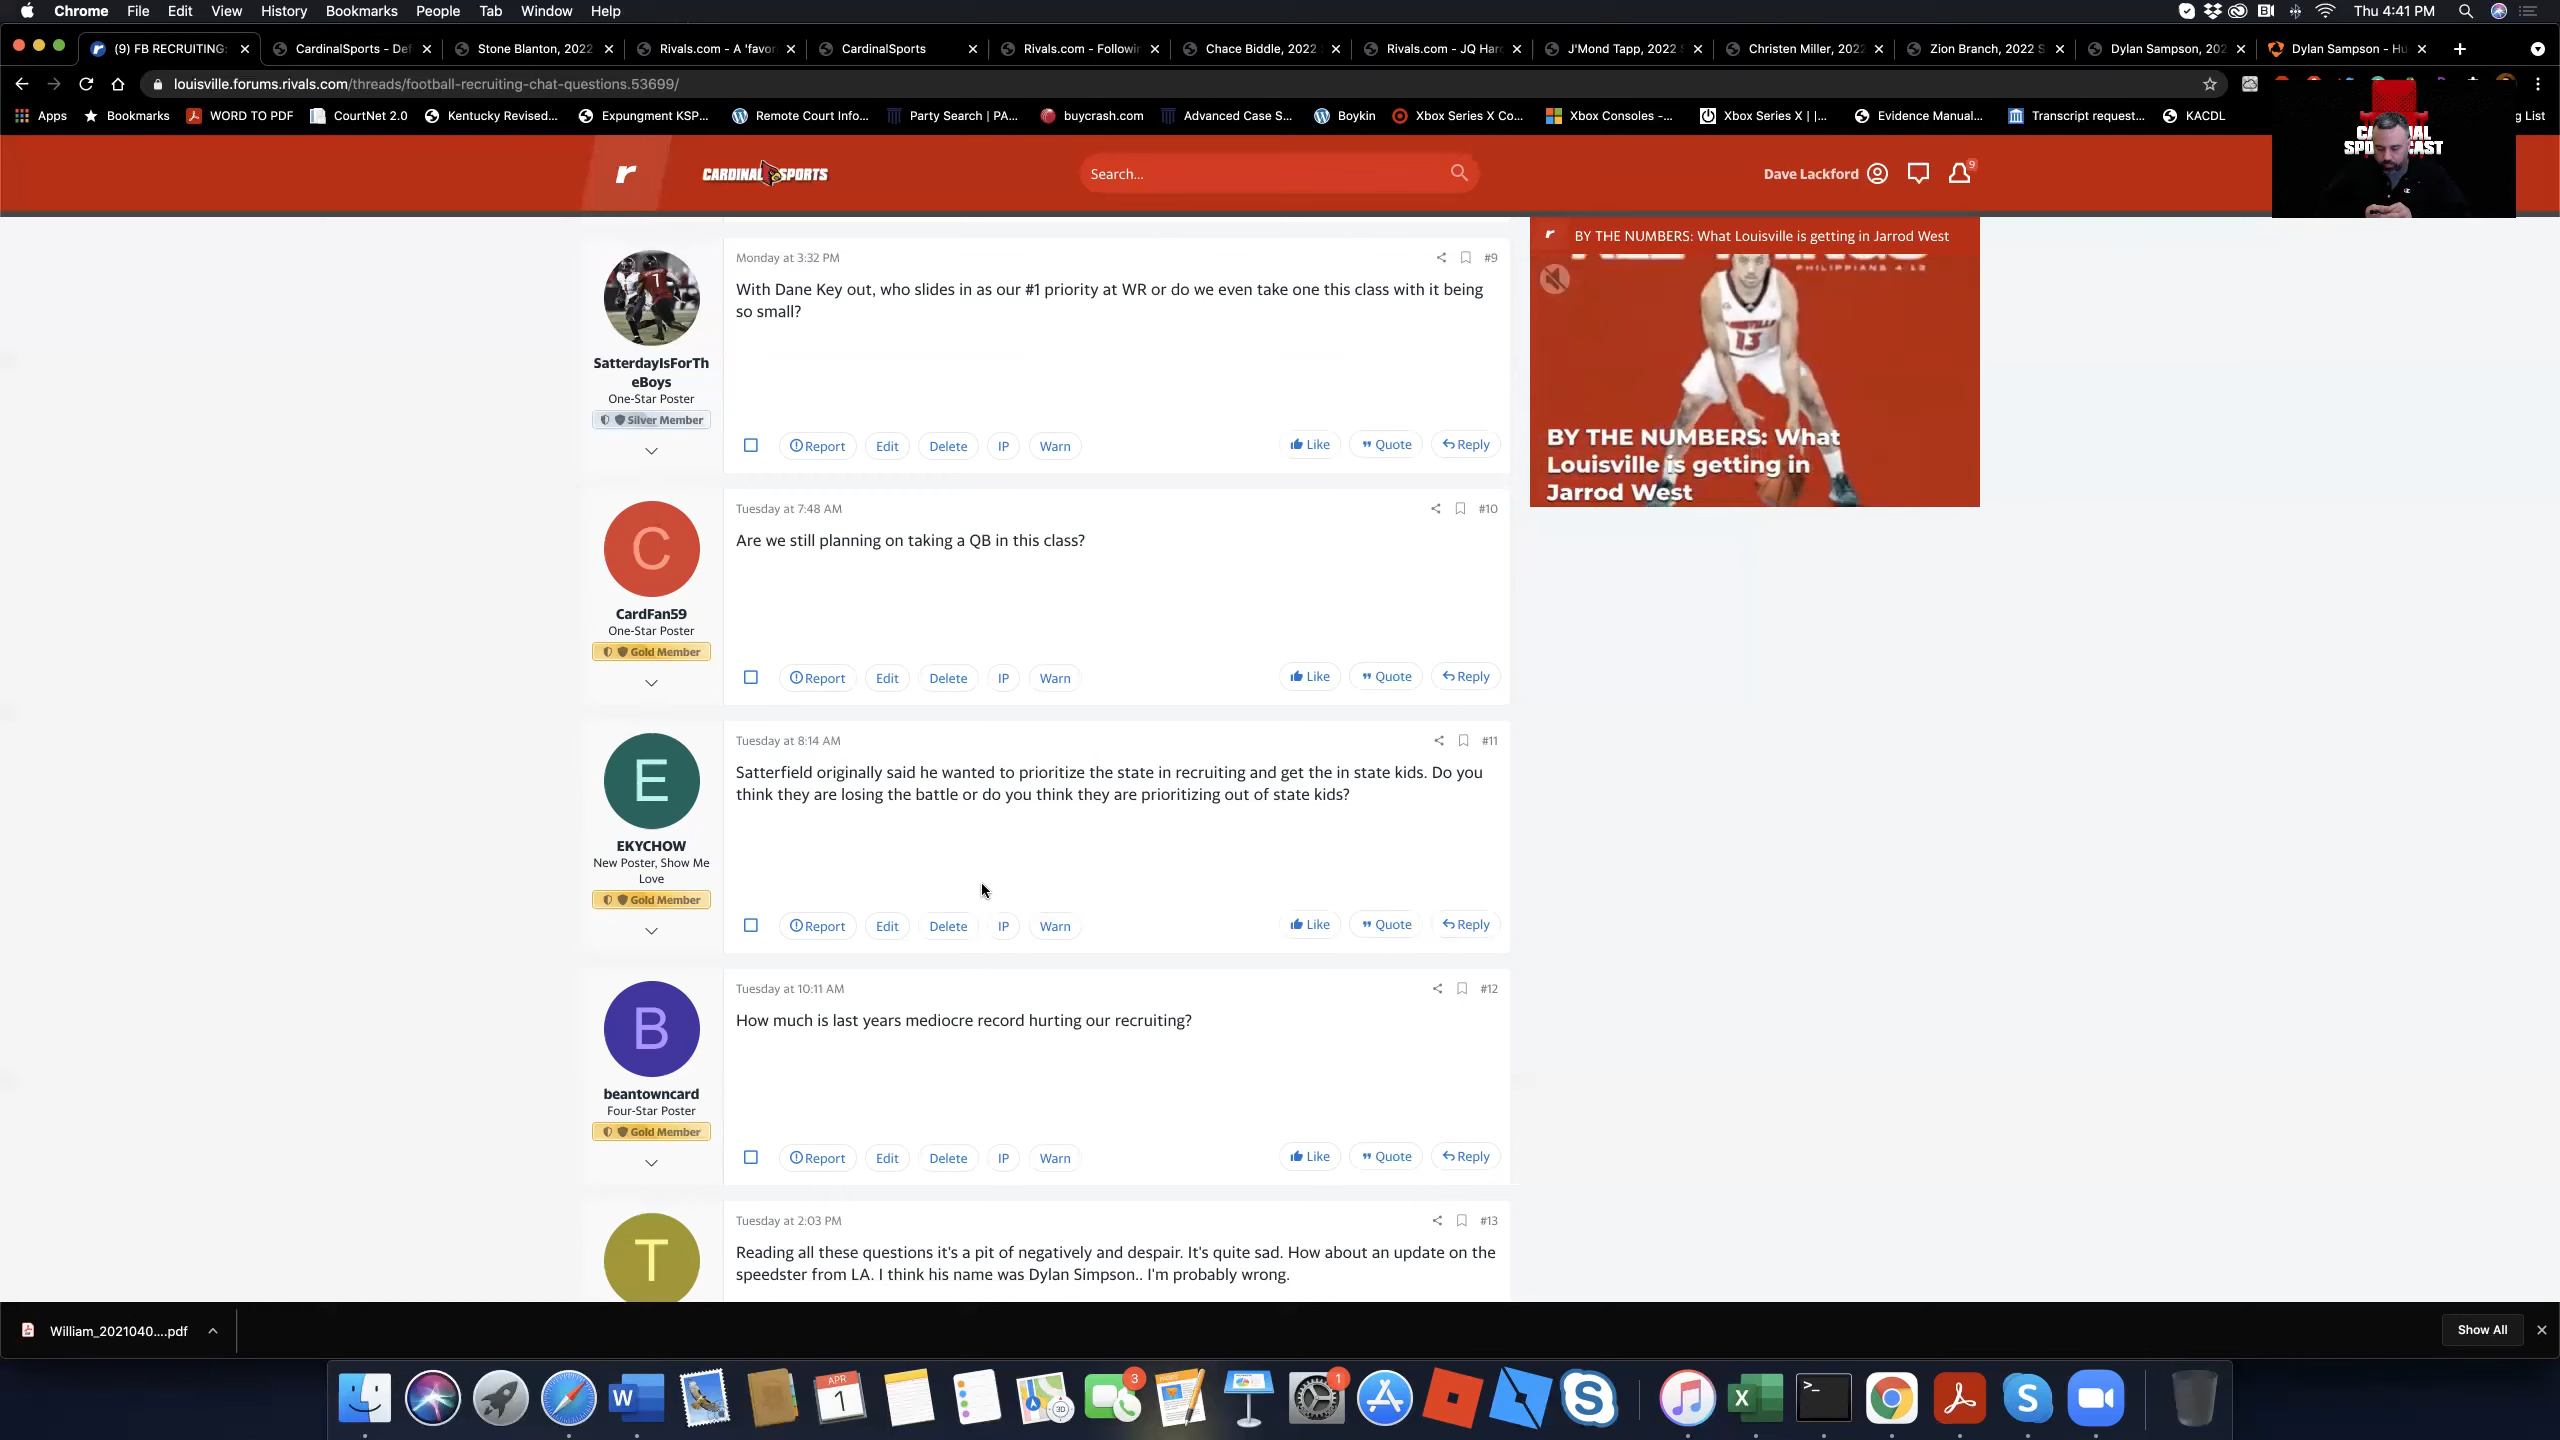 Chrome File Edit View History Bookmarks People Tab Window Help Thu 4:41 PM
(9) FB RECRUITING: CardinalSports - Def Stone Blanton, 2022 Rivals.com - A 'favor CardinalSports Rivals.com - Followin Chace Biddle, 2022 Rivals.com - JQ Har J'Mond Tapp, 2022 S Christen Miller, 2022 Zion Branch, 2022 S Dylan Sampson, 202 Dylan Sampson - Hu
louisville.forums.rivals.com/threads/football-recruiting-chat-questions.53699/
Apps Bookmarks WORD TO PDF CourtNet 2.0 Kentucky Revised... Expungment KSP... Remote Court Info... Party Search | PA... buycrash.com Advanced Case S... Boykin Xbox Series X Co... Xbox Consoles -... Xbox Series X | |... Evidence Manual... Transcript request... KACDL g List
r CARDINAL SPORTS Search... Dave Lackford 9
BY THE NUMBERS: What Louisville is getting in Jarrod West
PHILIPPIANS 4:13
13
BY THE NUMBERS: What
Louisville is getting in
Jarrod West
Monday at 3:32 PM #9
With Dane Key out, who slides in as our #1 priority at WR or do we even take one this class with it being
so small?
SatterdayIsForTh
eBoys
One-Star Poster
Silver Member
Report Edit Delete IP Warn Like Quote Reply
Tuesday at 7:48 AM #10
Are we still planning on taking a QB in this class?
C
CardFan59
One-Star Poster
Gold Member
Report Edit Delete IP Warn Like Quote Reply
Tuesday at 8:14 AM #11
Satterfield originally said he wanted to prioritize the state in recruiting and get the in state kids. Do you
think they are losing the battle or do you think they are prioritizing out of state kids?
E
EKYCHOW
New Poster, Show Me
Love
Gold Member
Report Edit Delete IP Warn Like Quote Reply
Tuesday at 10:11 AM #12
How much is last years mediocre record hurting our recruiting?
B
beantowncard
Four-Star Poster
Gold Member
Report Edit Delete IP Warn Like Quote Reply
Tuesday at 2:03 PM #13
Reading all these questions it's a pit of negatively and despair. It's quite sad. How about an update on the
speedster from LA. I think his name was Dylan Simpson.. I'm probably wrong.
T
William_2021040....pdf Show All
W APR 1 3D 3 1 S X >_ S